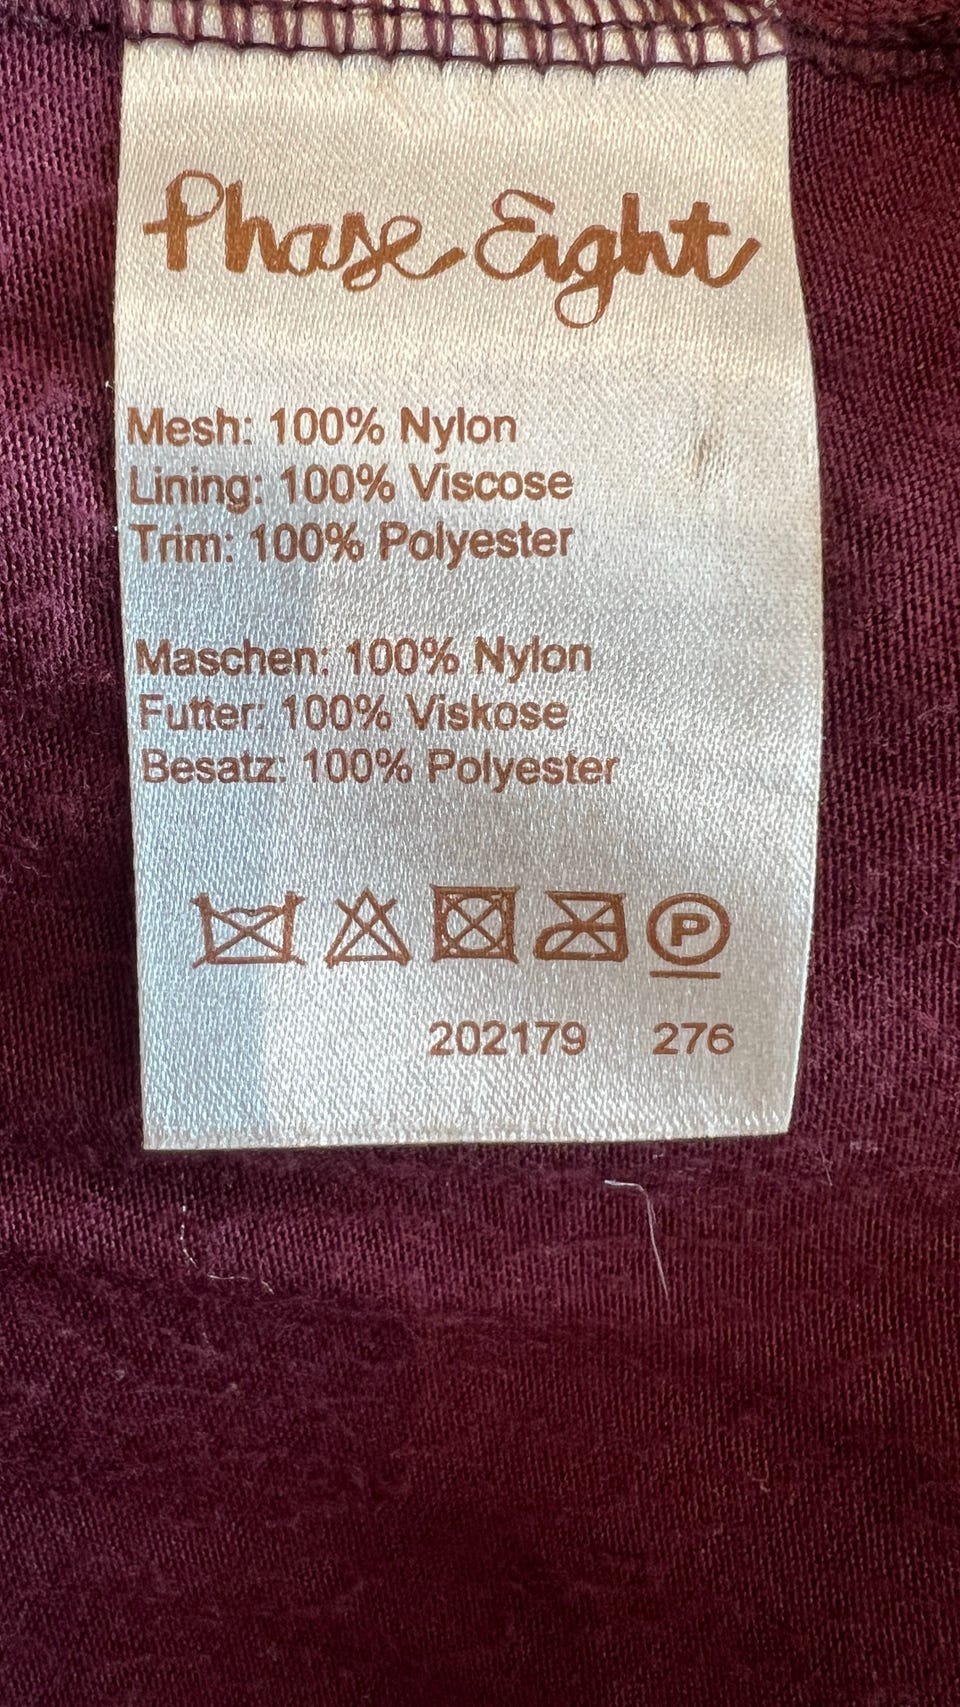 Phase Eight
Mesh: 100% Nylon
Lining: 100% Viscose
Trim: 100% Polyester
Maschen: 100% Nylon
Futter: 100% Viskose
Besatz: 100% Polyester
P
202179 276